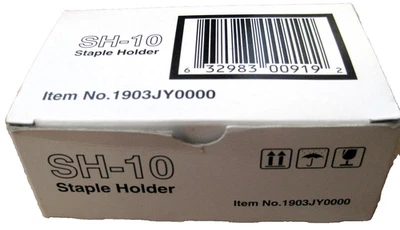 SH-10
Staple Holder
6 32983 00919 2
Item No.1903JY0000
SH-10
Staple Holder
Item No.1903JY0000